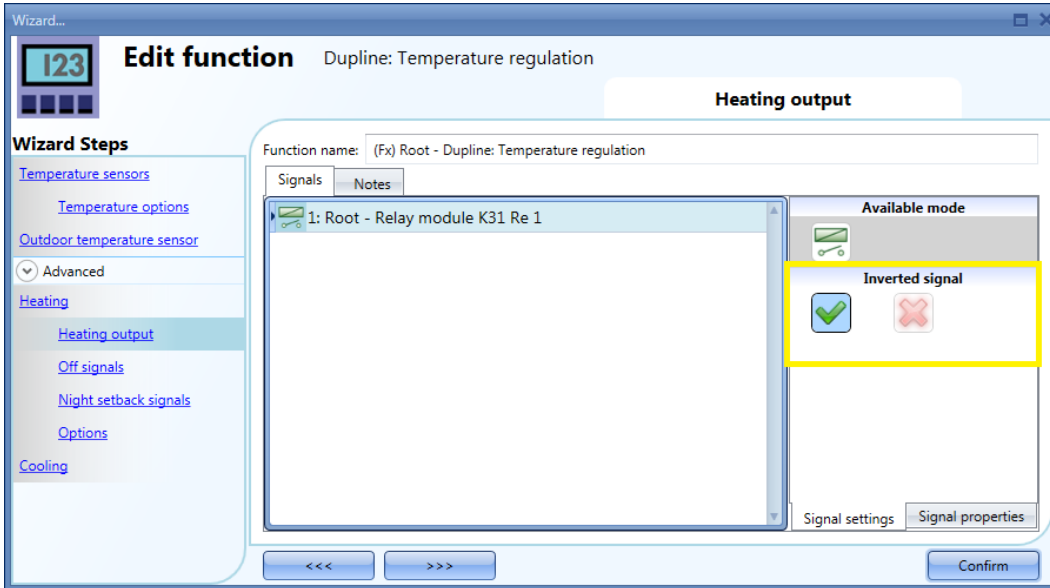 Wizard...
123
Edit function
Dupline: Temperature regulation
Heating output
Wizard Steps
Temperature sensors
Temperature options
Outdoor temperature sensor
Advanced
Heating
Heating output
Off signals
Night setback signals
Options
Cooling
Function name: (Fx) Root - Dupline: Temperature regulation
Signals Notes
1: Root - Relay module K31 Re 1
Available mode
Inverted signal
Signal settings Signal properties
<<< >>> Confirm